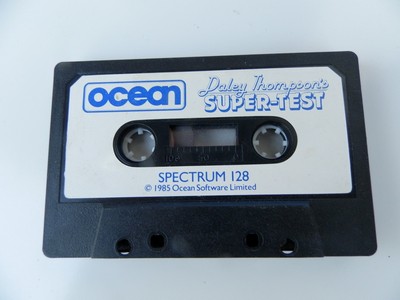 ocean
Daley Thompson's
SUPER-TEST
SPECTRUM 128
© 1985 Ocean Software Limited